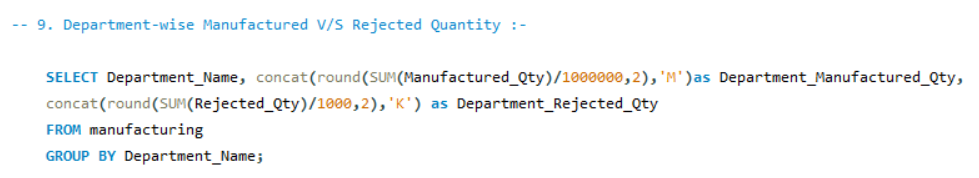 -- 9. Department-wise Manufactured V/S Rejected Quantity :-
SELECT Department_Name, concat(round(SUM(Manufactured_Qty)/1000000,2),'M')as Department_Manufactured_Qty,
concat(round(SUM(Rejected_Qty)/1000,2),'K') as Department_Rejected_Qty
FROM manufacturing
GROUP BY Department_Name;